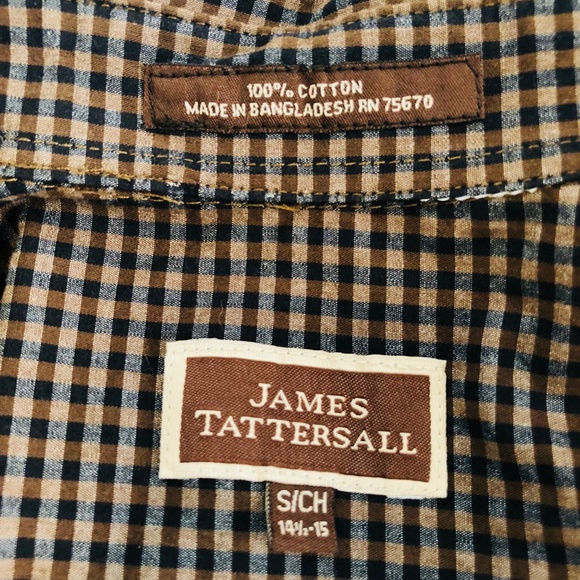 100% COTTON
MADE IN BANGLADESH RN 75670
JAMES
TATTERSALL
S/CH
14½-15